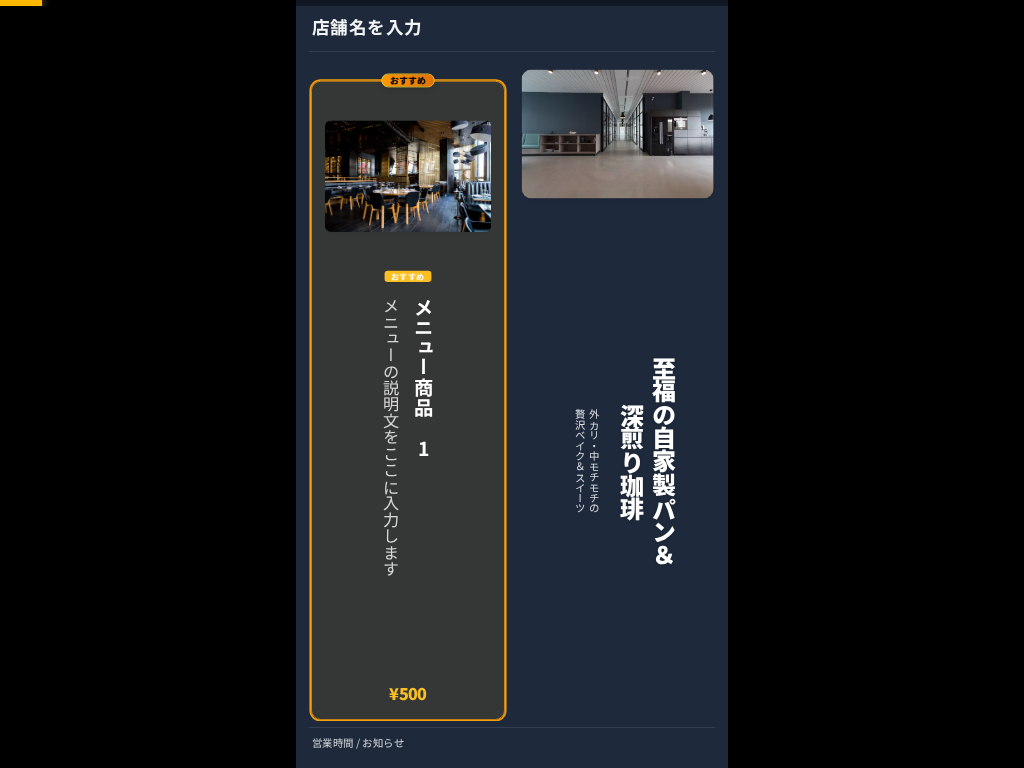 店舗名を入力
至福の自家製パン&
深煎り珈琲
外カリ・中モチモチの
贅沢ベイク&スイーツ
おすすめ
おすすめ
メニュー商品 1
メニューの説明文をここに入力します
¥500
営業時間 / お知らせ